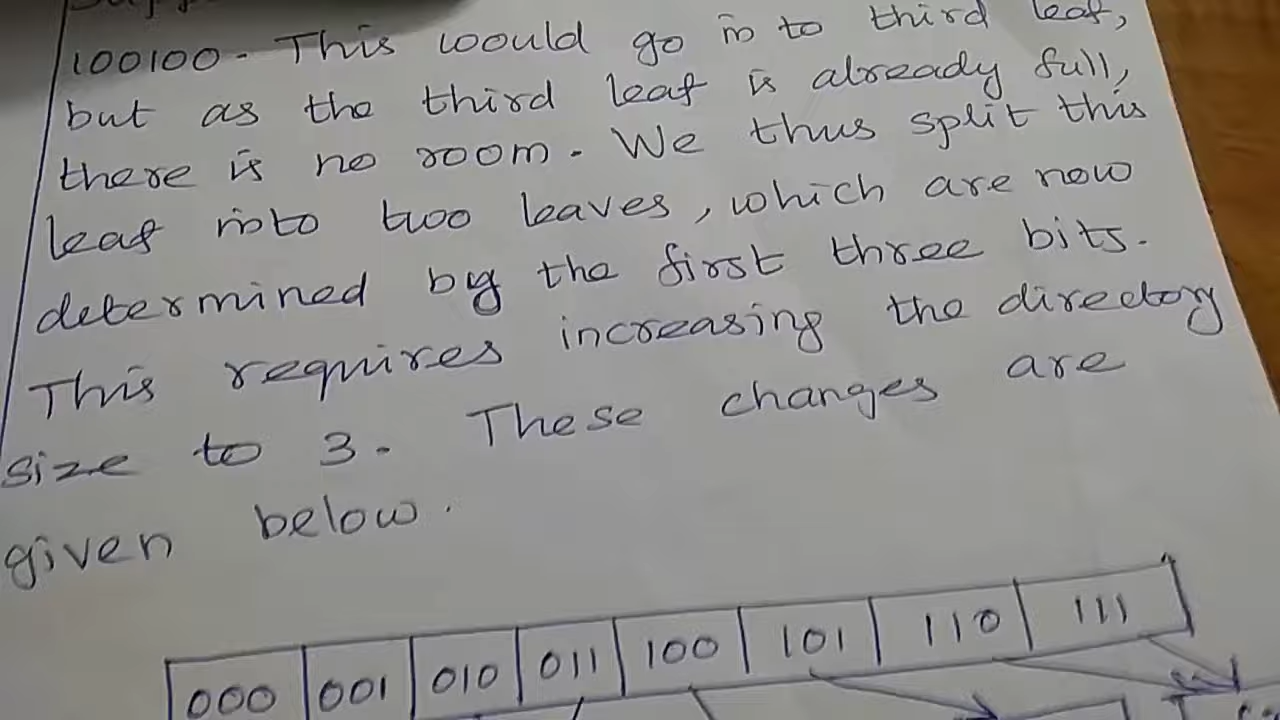 100100. This would go in to third leaf,
but as the third leaf is already full,
there is no room. We thus split this
leaf into two leaves, which are now
determined by the first three bits.
This requires increasing the directory
size to 3. These changes are
given below.
000 001 010 011 100 101 110 111